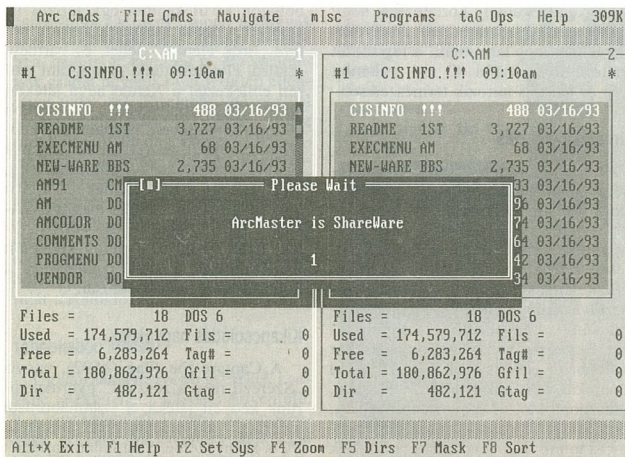 Arc Cmds File Cmds Navigate mIsc Programs taG Ops Help 309K
C:\AM 1
#1 CISINFO.!!! 09:10am *
CISINFO !!! 488 03/16/93
README 1ST 3,727 03/16/93
EXECMENU AM 68 03/16/93
NEW-WARE BBS 2,735 03/16/93
AM91 CM
AM DO
AMCOLOR DO
COMMENTS DO
PROGMENU DO
VENDOR DO
Files = 18 DOS 6
Used = 174,579,712 Fils = 0
Free = 6,283,264 Tag# = 0
Total = 180,862,976 Gfil = 0
Dir = 482,121 Gtag = 0
C:\AM 2
#1 CISINFO.!!! 09:10am *
CISINFO !!! 488 03/16/93
README 1ST 3,727 03/16/93
EXECMENU AM 68 03/16/93
NEW-WARE BBS 2,735 03/16/93
93 03/16/93
96 03/16/93
74 03/16/93
64 03/16/93
42 03/16/93
34 03/16/93
Files = 18 DOS 6
Used = 174,579,712 Fils = 0
Free = 6,283,264 Tag# = 0
Total = 180,862,976 Gfil = 0
Dir = 482,121 Gtag = 0
[■] Please Wait
ArcMaster is ShareWare
1
Alt+X Exit F1 Help F2 Set Sys F4 Zoom F5 Dirs F7 Mask F8 Sort